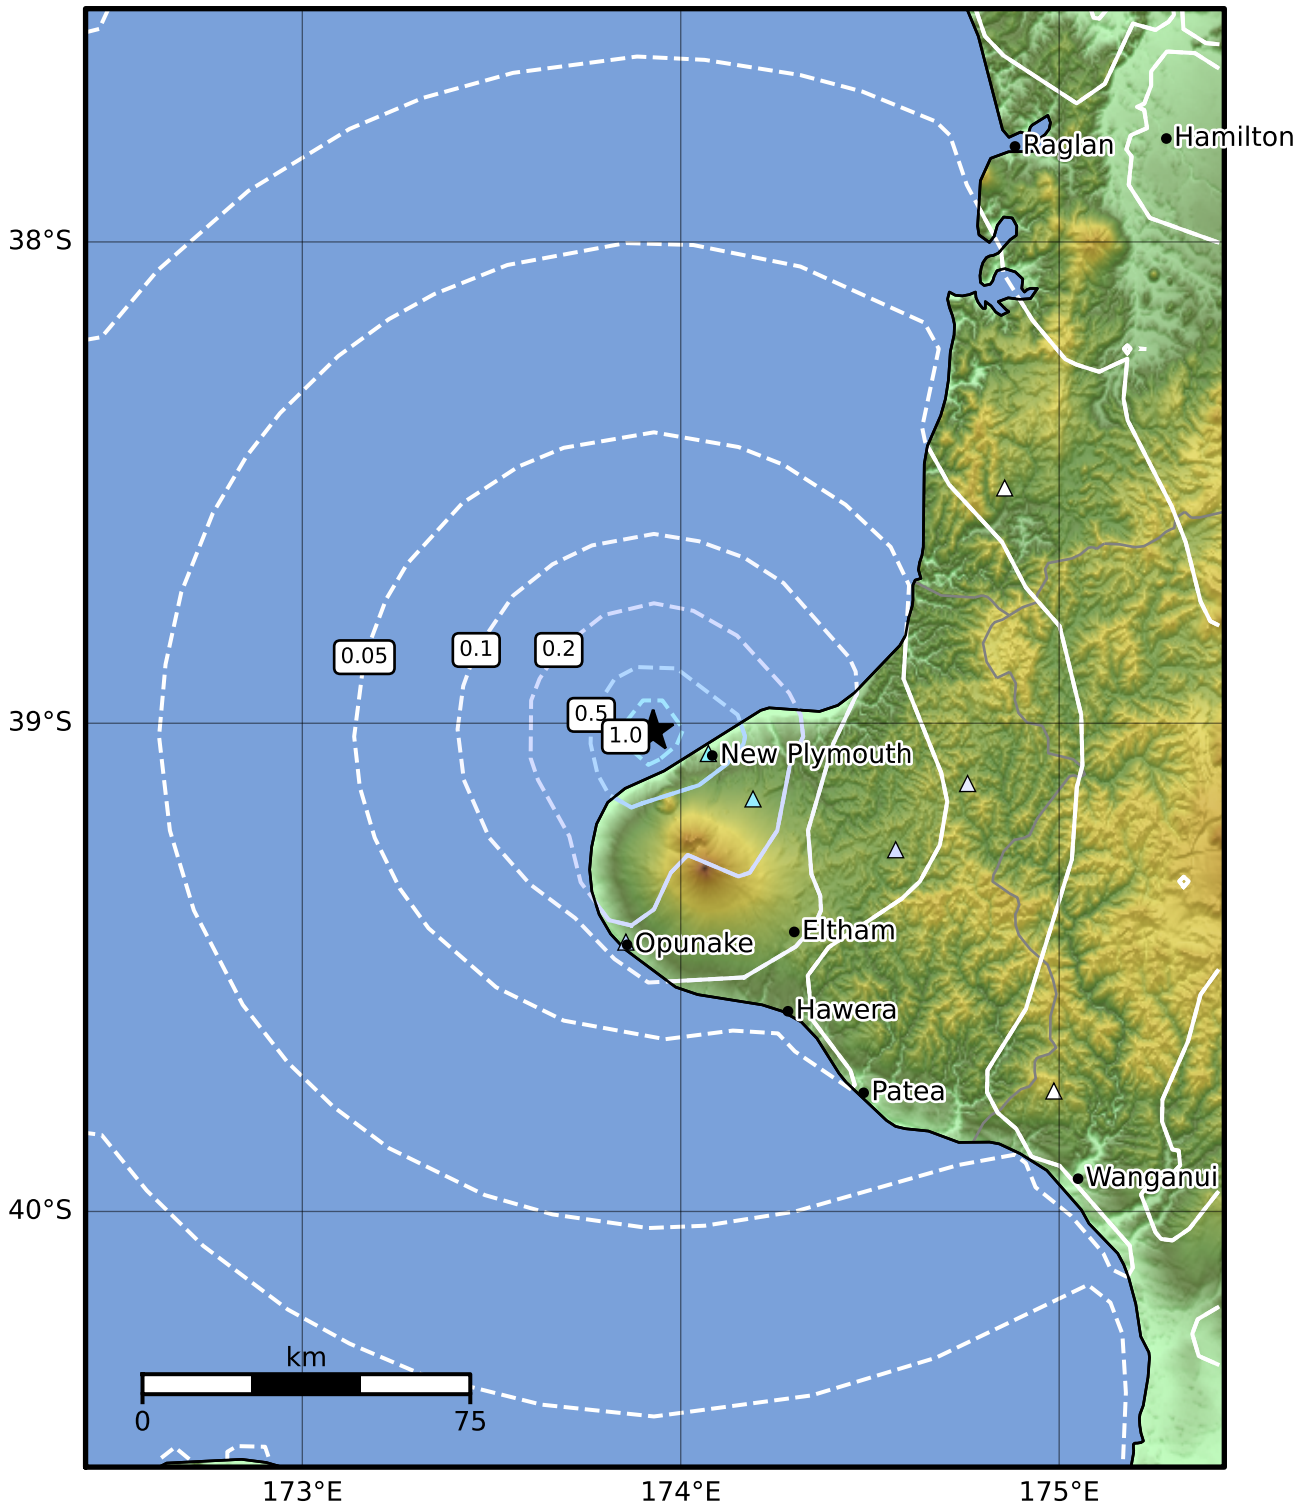 Raglan
Hamilton
38°S
0.05
0.1
0.2
39°S
0.5
1.0
New Plymouth
Eltham
Opunake
Hawera
Patea
Wanganui
40°S
km
0 75
173°E 174°E 175°E